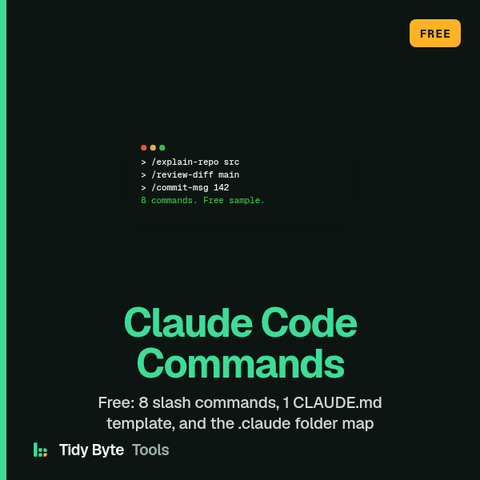 FREE
> /explain-repo src
> /review-diff main
> /commit-msg 142
8 commands. Free sample.
Claude Code
Commands
Free: 8 slash commands, 1 CLAUDE.md
template, and the .claude folder map
Tidy Byte Tools